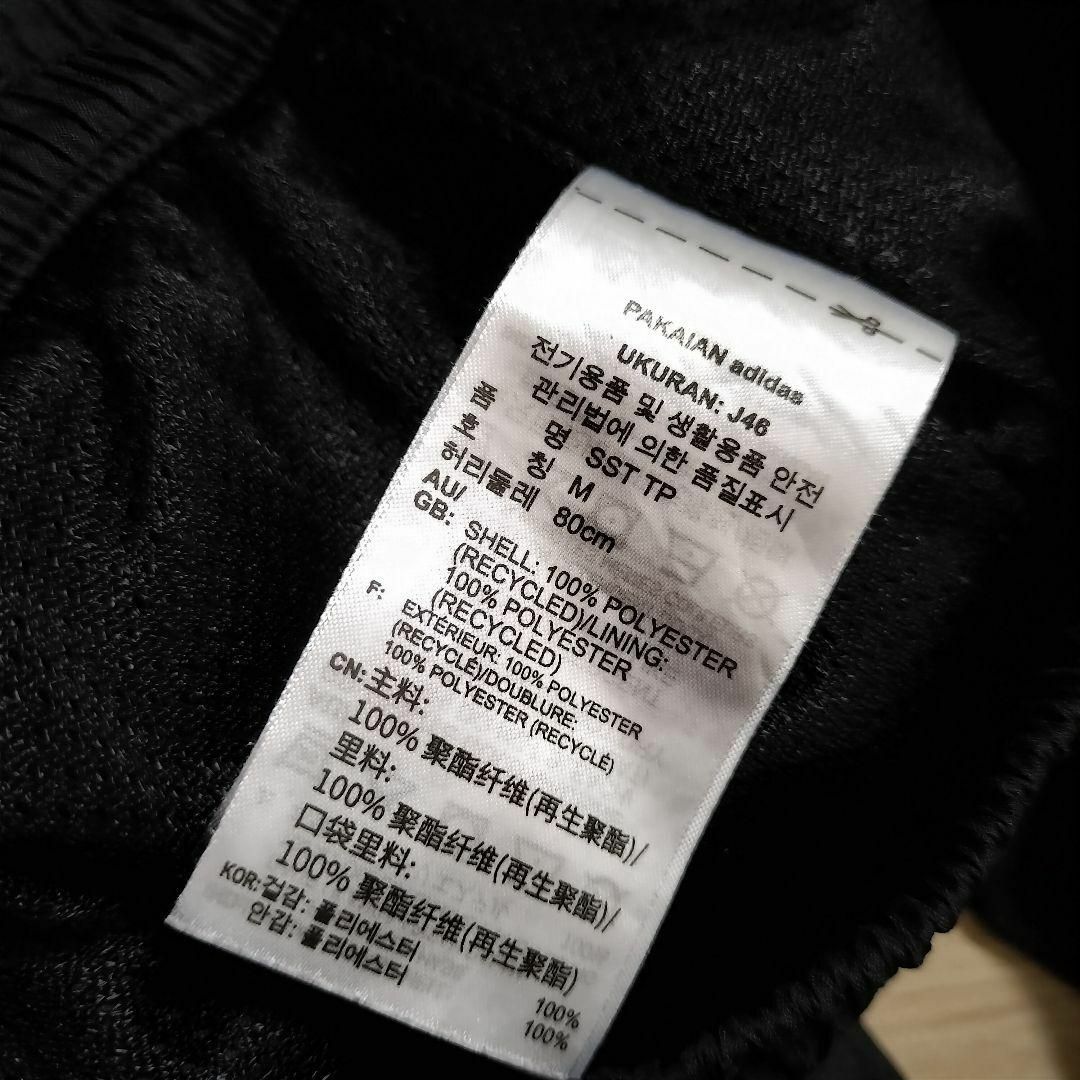 PAKAIAN adidas
UKURAN: J46
전기용품 및 생활용품 안전
관리법에 의한 품질표시
품 명 SST TP
호 칭 M
허리둘레 80cm
AU/
GB: SHELL: 100% POLYESTER
(RECYCLED)/LINING:
100% POLYESTER
(RECYCLED)
F: EXTÉRIEUR: 100% POLYESTER
(RECYCLÉ)/DOUBLURE:
100% POLYESTER (RECYCLÉ)
CN: 主料:
100% 聚酯纤维(再生聚酯)/
里料:
100% 聚酯纤维(再生聚酯)/
口袋里料:
100% 聚酯纤维(再生聚酯)
KOR: 겉감: 폴리에스터 100%
안감: 폴리에스터 100%